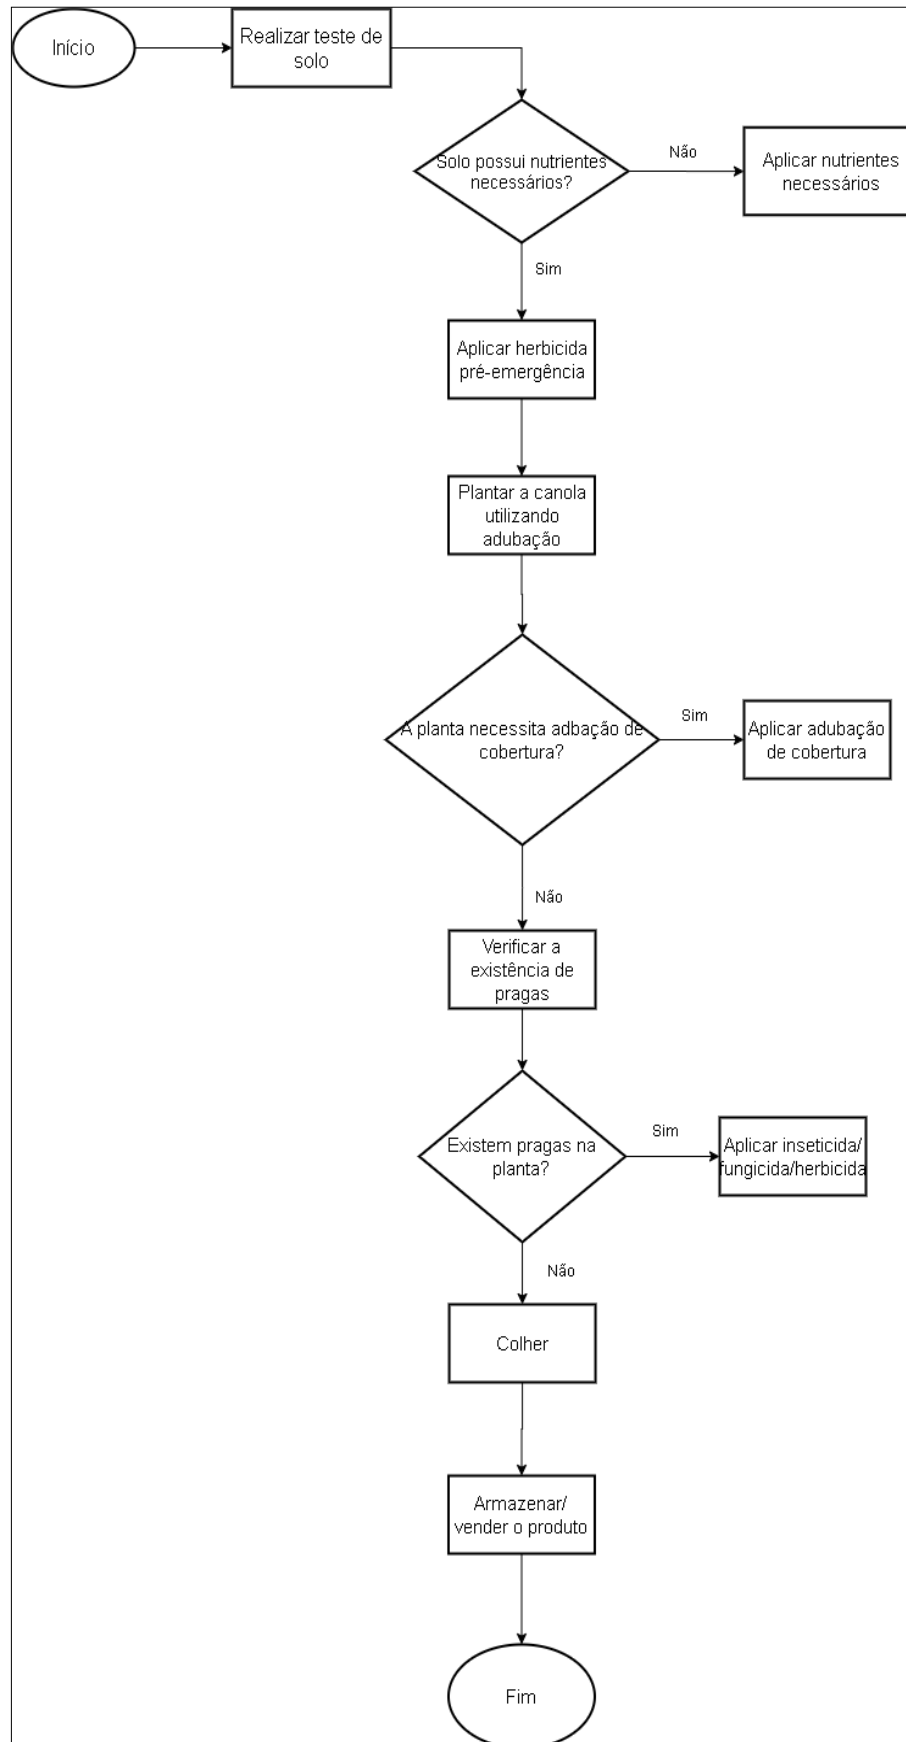 Início
Realizar teste de
solo
Solo possui nutrientes
necessários?
Não
Aplicar nutrientes
necessários
Sim
Aplicar herbicida
pré-emergência
Plantar a canola
utilizando
adubação
A planta necessita adbação de
cobertura?
Sim
Aplicar adubação
de cobertura
Não
Verificar a
existência de
pragas
Existem pragas na
planta?
Sim
Aplicar inseticida/
fungicida/herbicida
Não
Colher
Armazenar/
vender o produto
Fim